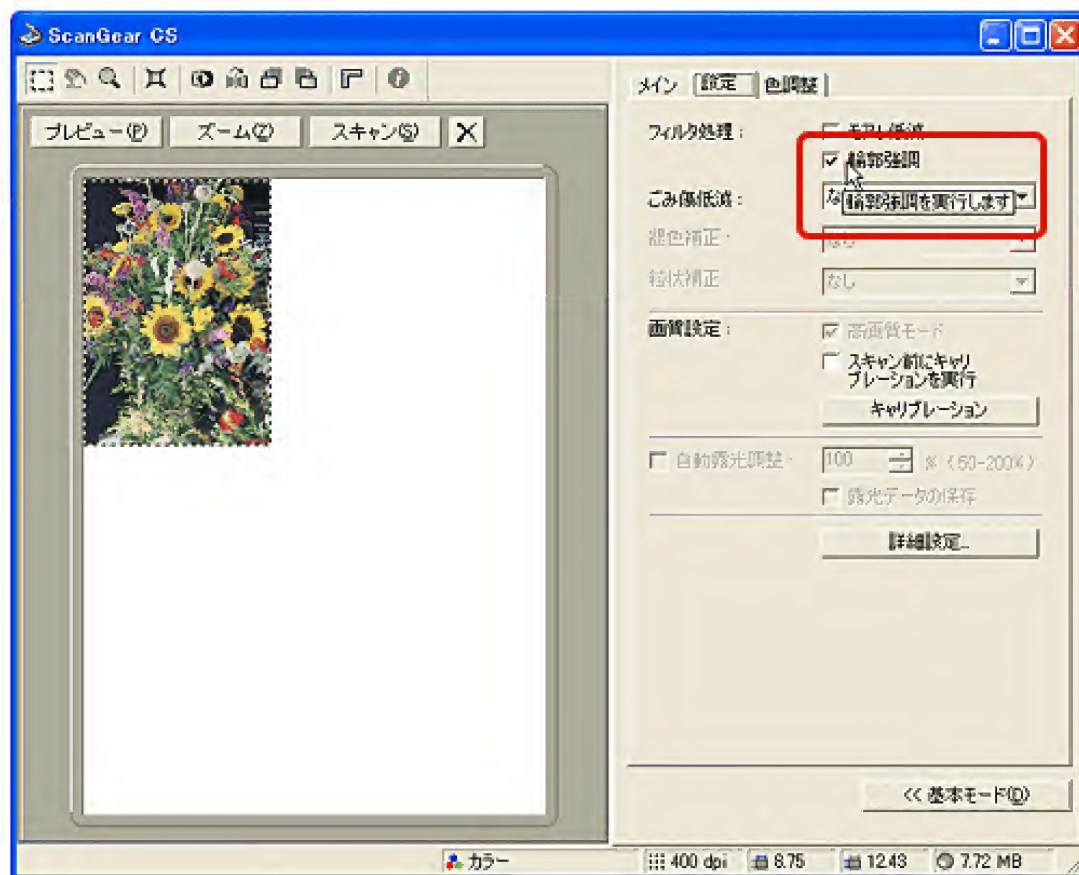 ScanGear CS
メイン 設定 色調整
プレビュー(P) ズーム(Z) スキャン(S)
フィルタ処理： モアレ低減
輪郭強調
ごみ傷低減： な
輪郭強調を実行します
褪色補正： なし
粒状補正 なし
画質設定： 高画質モード
スキャン前にキャリ
ブレーションを実行
キャリブレーション
自動露光調整： 100 % (50-200%)
露光データの保存
詳細設定...
<< 基本モード(D)
カラー 400 dpi 8.75 12.43 7.72 MB